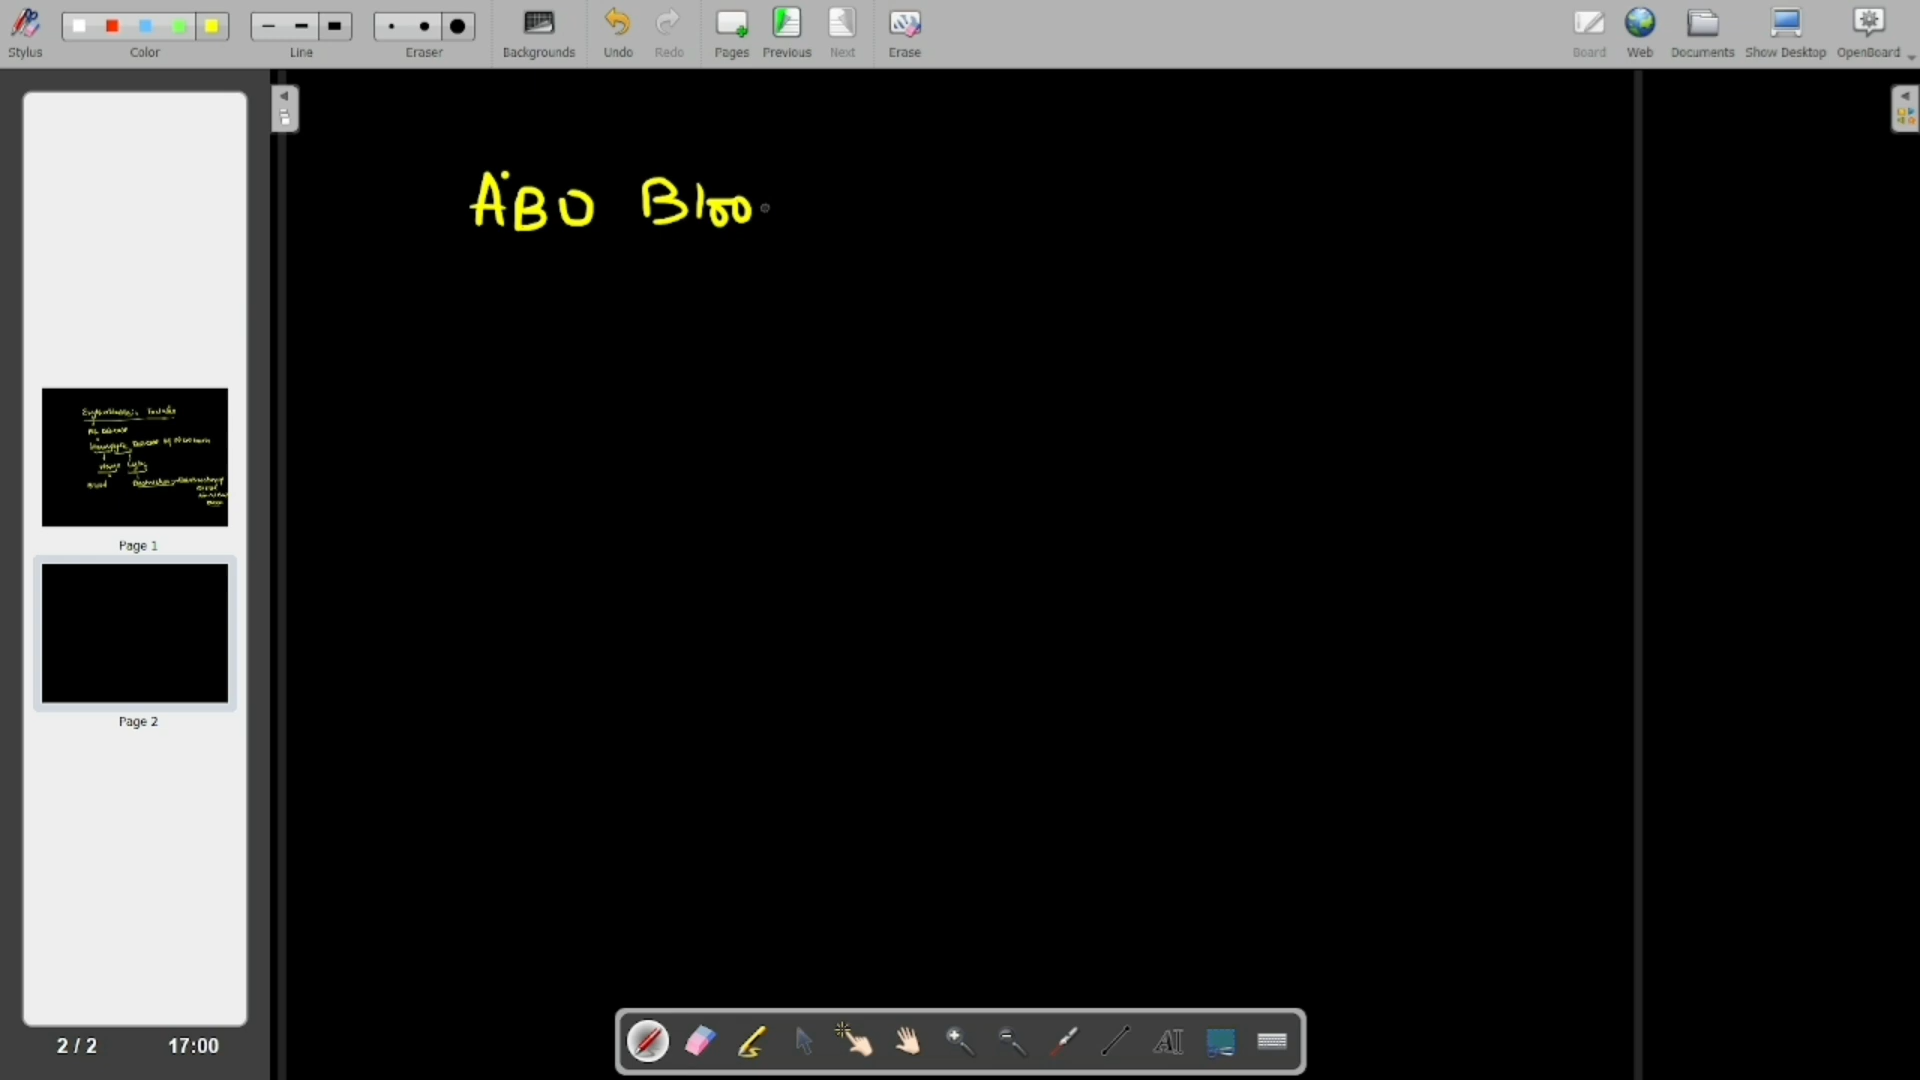 Stylus
Color
Line
Eraser
Backgrounds
Undo
Redo
Pages
Previous
Next
Erase
Board
Web
Documents
Show Desktop
OpenBoard
ABO Bloo
Page 1
Page 2
2 / 2
17:00